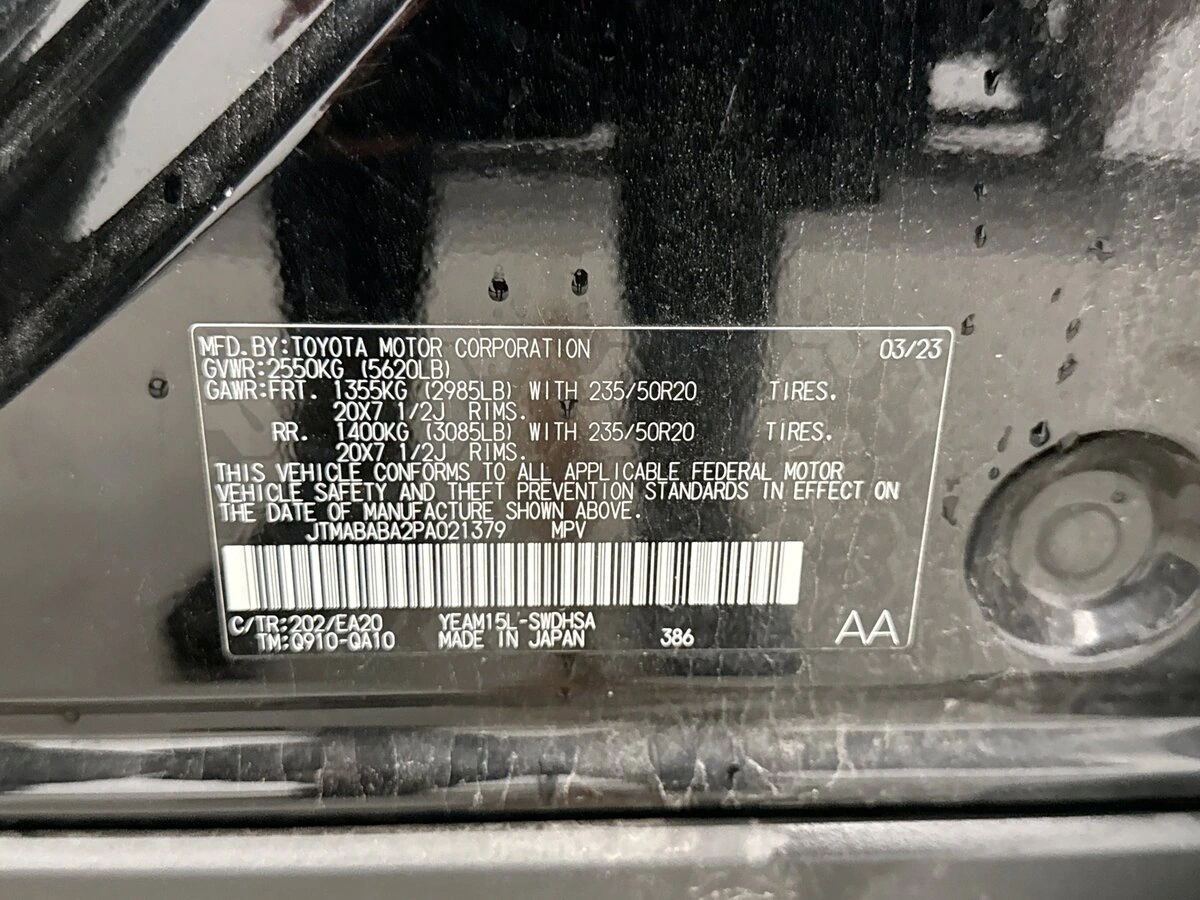 MFD.BY:TOYOTA MOTOR CORPORATION 03/23
GVWR:2550KG (5620LB)
GAWR:FRT. 1355KG (2985LB) WITH 235/50R20 TIRES.
20X7 1/2J RIMS.
RR. 1400KG (3085LB) WITH 235/50R20 TIRES.
20X7 1/2J RIMS.
THIS VEHICLE CONFORMS TO ALL APPLICABLE FEDERAL MOTOR
VEHICLE SAFETY AND THEFT PREVENTION STANDARDS IN EFFECT ON
THE DATE OF MANUFACTURE SHOWN ABOVE.
JTMABABA2PA021379 MPV
C/TR:202/EA20 YEAM15L-SWDHSA
TM:Q910-QA10 MADE IN JAPAN 386 AA